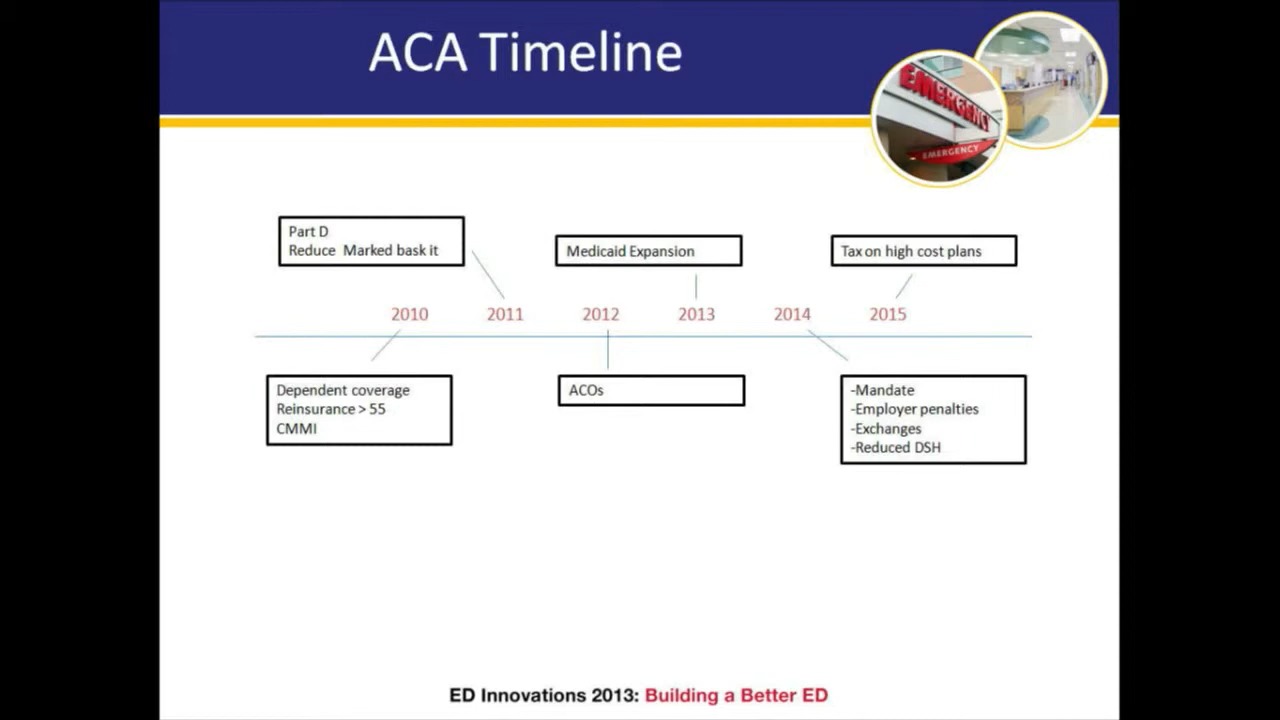 ACA Timeline
EMERGENCY
EMERGENCY
Part D
Reduce Marked bask it
Medicaid Expansion
Tax on high cost plans
2010 2011 2012 2013 2014 2015
Dependent coverage
Reinsurance > 55
CMMI
ACOs
-Mandate
-Employer penalties
-Exchanges
-Reduced DSH
ED Innovations 2013: Building a Better ED